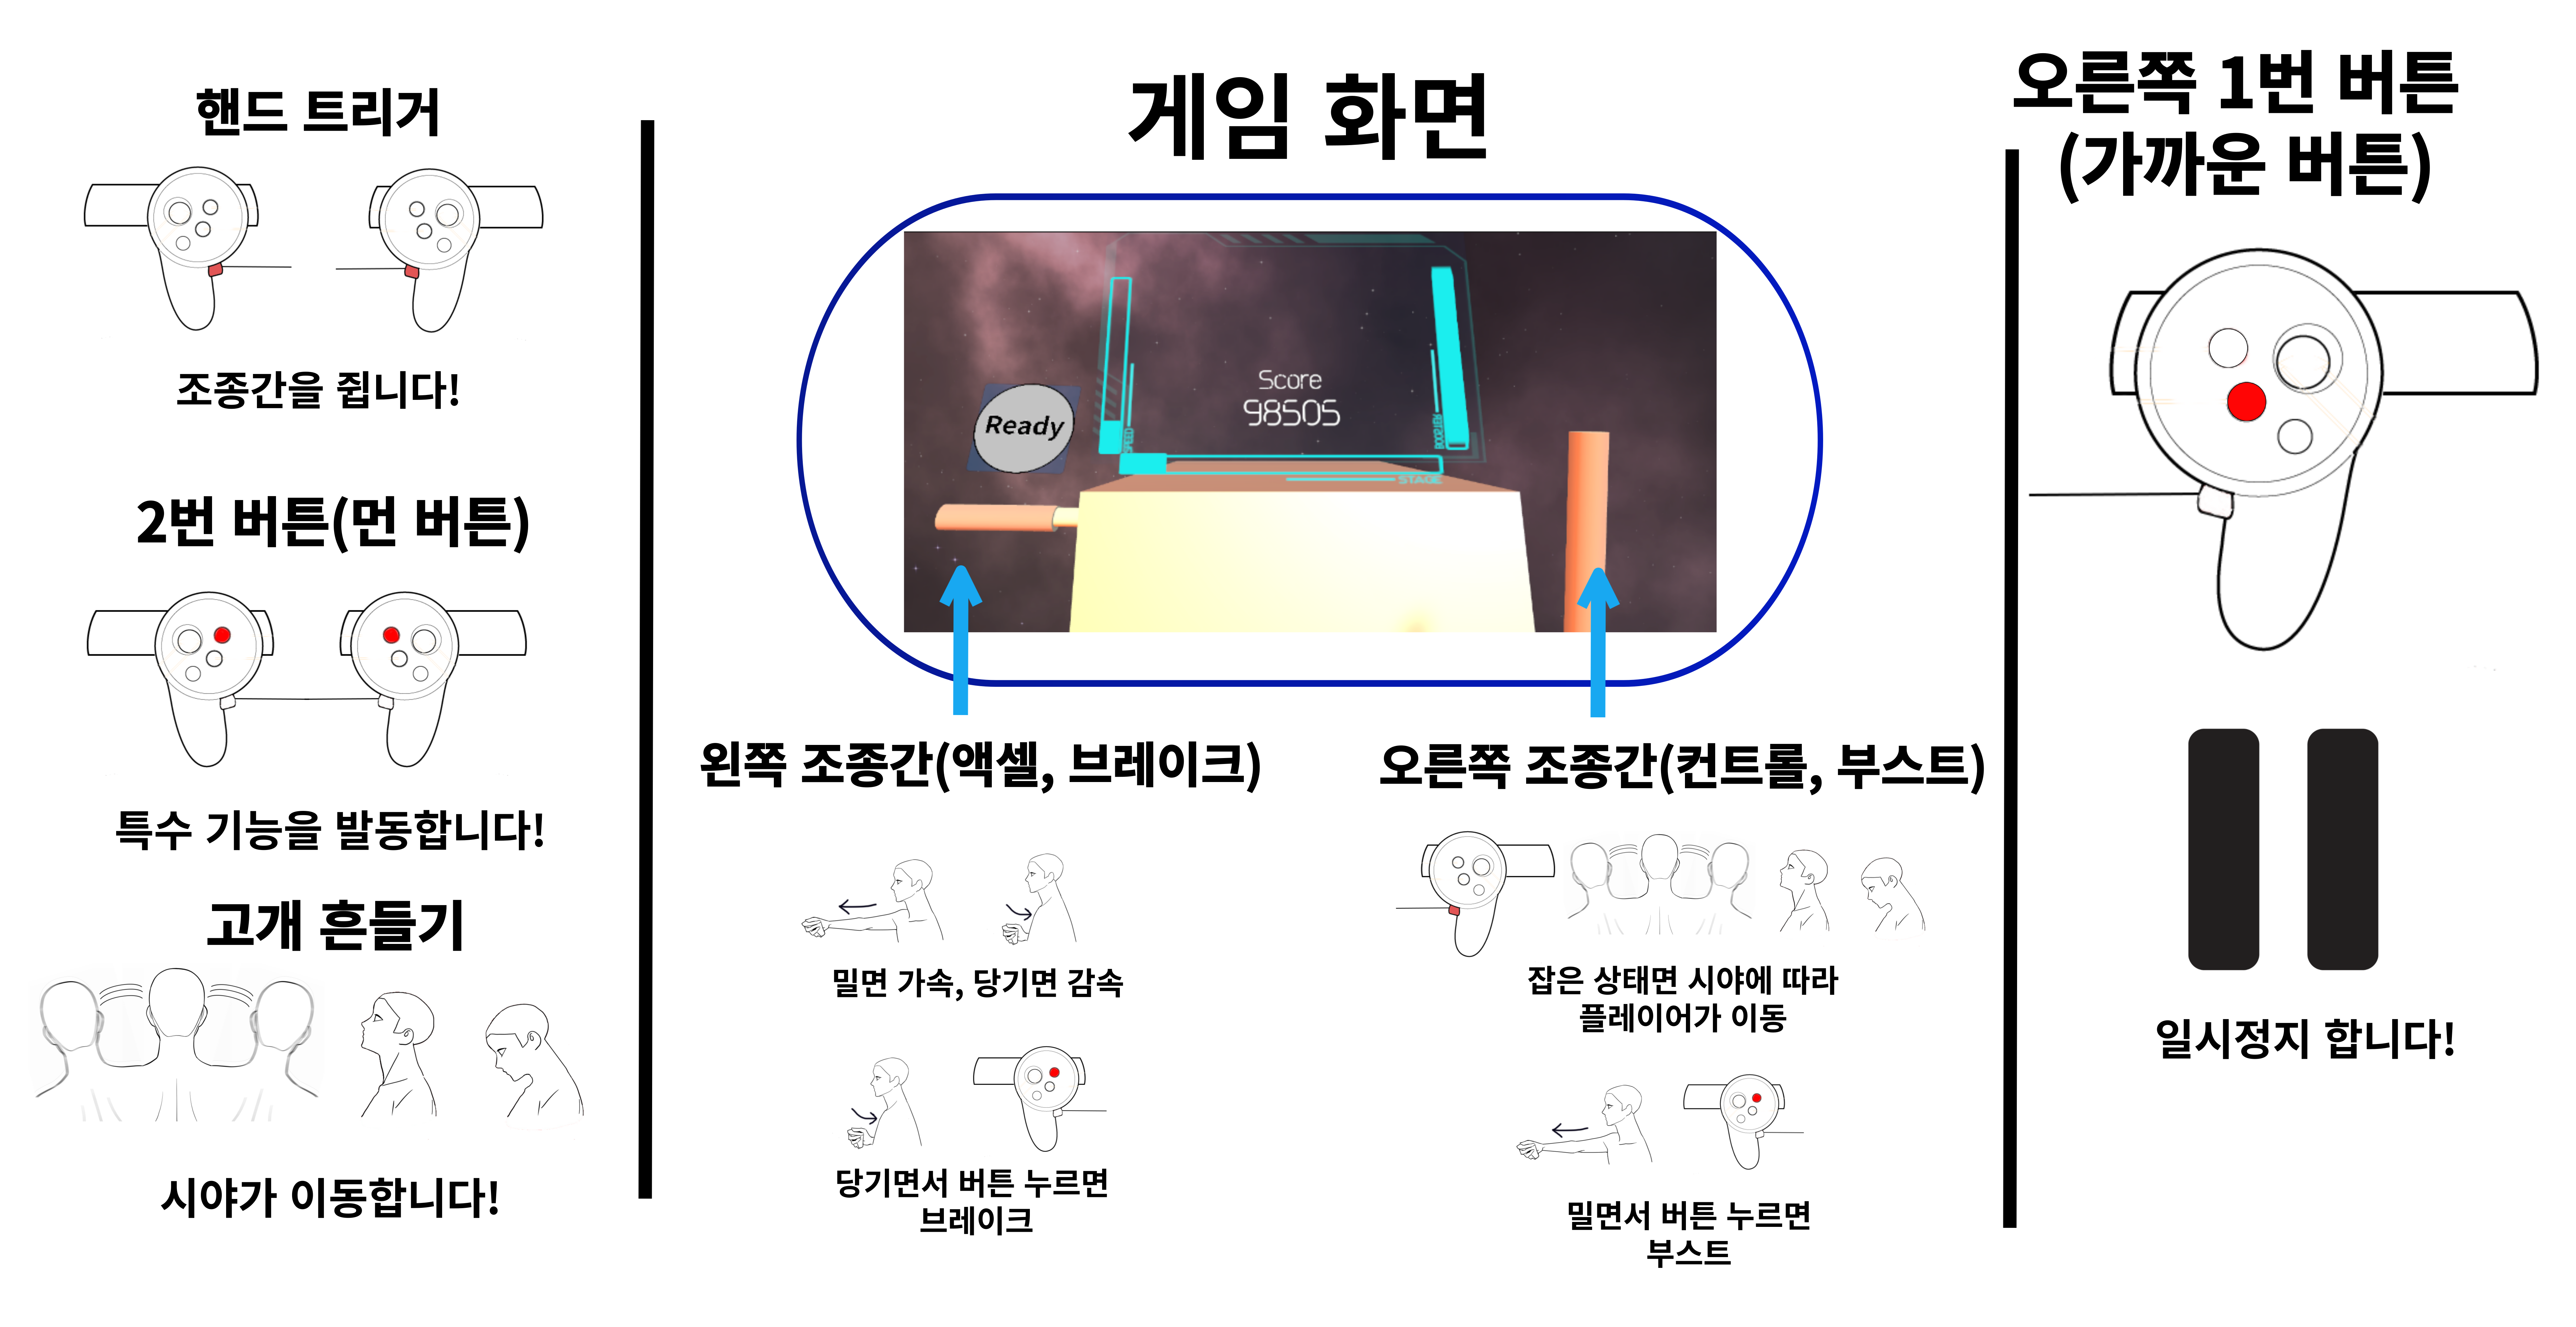 핸드 트리거
조종간을 쥡니다!
2번 버튼(먼 버튼)
특수 기능을 발동합니다!
고개 흔들기
시야가 이동합니다!
게임 화면
Ready
Score
98505
SPEED
BOOSTER
STAGE
왼쪽 조종간(액셀, 브레이크)
밀면 가속, 당기면 감속
당기면서 버튼 누르면
브레이크
오른쪽 조종간(컨트롤, 부스트)
잡은 상태면 시야에 따라
플레이어가 이동
밀면서 버튼 누르면
부스트
오른쪽 1번 버튼
(가까운 버튼)
일시정지 합니다!